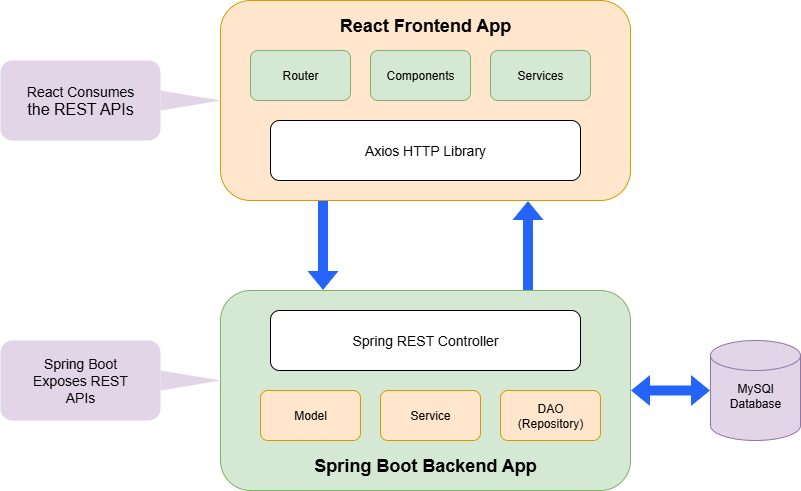 React Frontend App
Router
Components
Services
React Consumes
the REST APIs
Axios HTTP Library
Spring REST Controller
Spring Boot
Exposes REST
APIs
MySQl
Database
Model
Service
DAO
(Repository)
Spring Boot Backend App